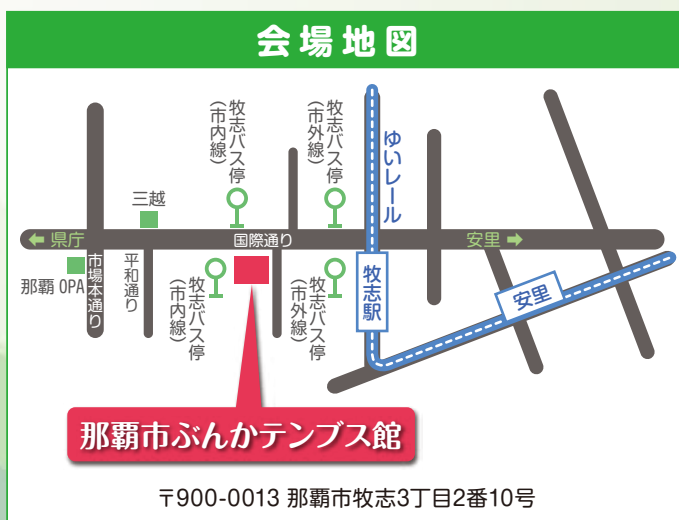 会場地図
牧志バス停
（市内線）
牧志バス停
（市外線）
ゆいレール
三越
←県庁
国際通り
安里→
那覇 OPA
市場本通り
平和通り
牧志バス停
（市内線）
牧志バス停
（市外線）
牧志駅
安里
那覇市ぶんかテンブス館
〒900-0013 那覇市牧志3丁目2番10号